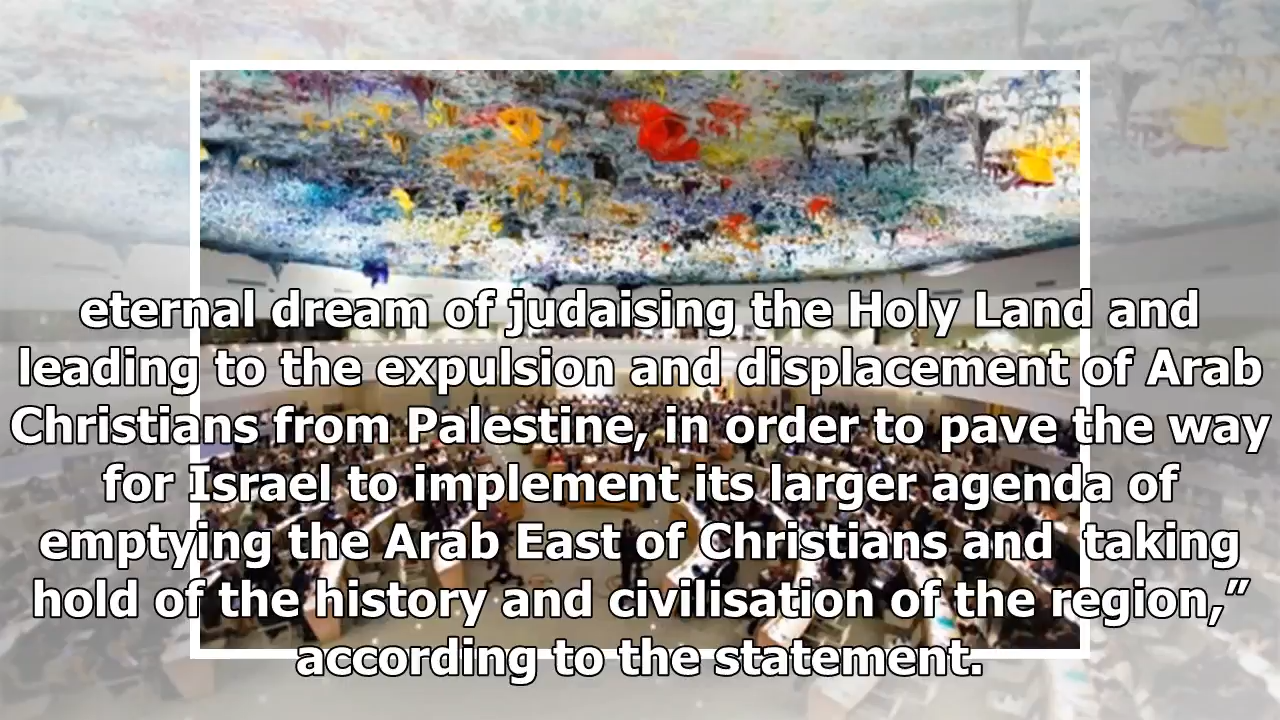 eternal dream of judaising the Holy Land and
leading to the expulsion and displacement of Arab
Christians from Palestine, in order to pave the way
for Israel to implement its larger agenda of
emptying the Arab East of Christians and  taking
hold of the history and civilisation of the region,”
according to the statement.